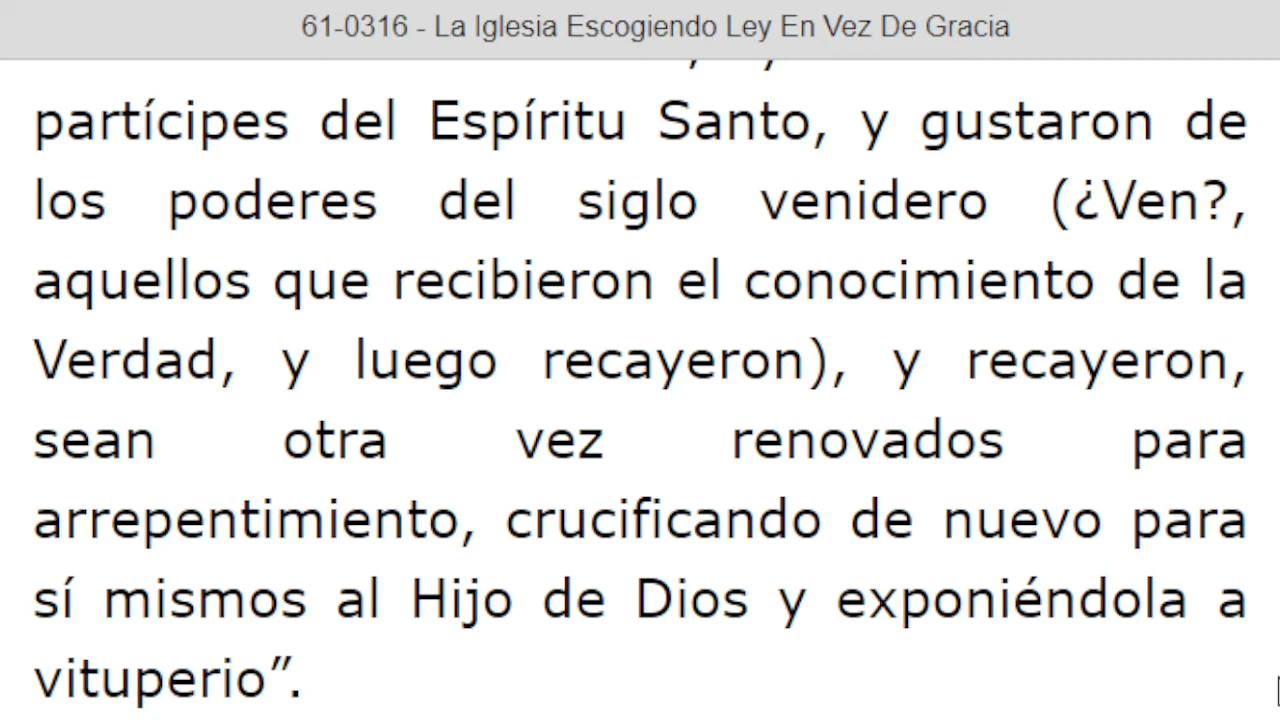 61-0316 - La Iglesia Escogiendo Ley En Vez De Gracia
partícipes del Espíritu Santo, y gustaron de
los poderes del siglo venidero (¿Ven?,
aquellos que recibieron el conocimiento de la
Verdad, y luego recayeron), y recayeron,
sean otra vez renovados para
arrepentimiento, crucificando de nuevo para
sí mismos al Hijo de Dios y exponiéndola a
vituperio”.